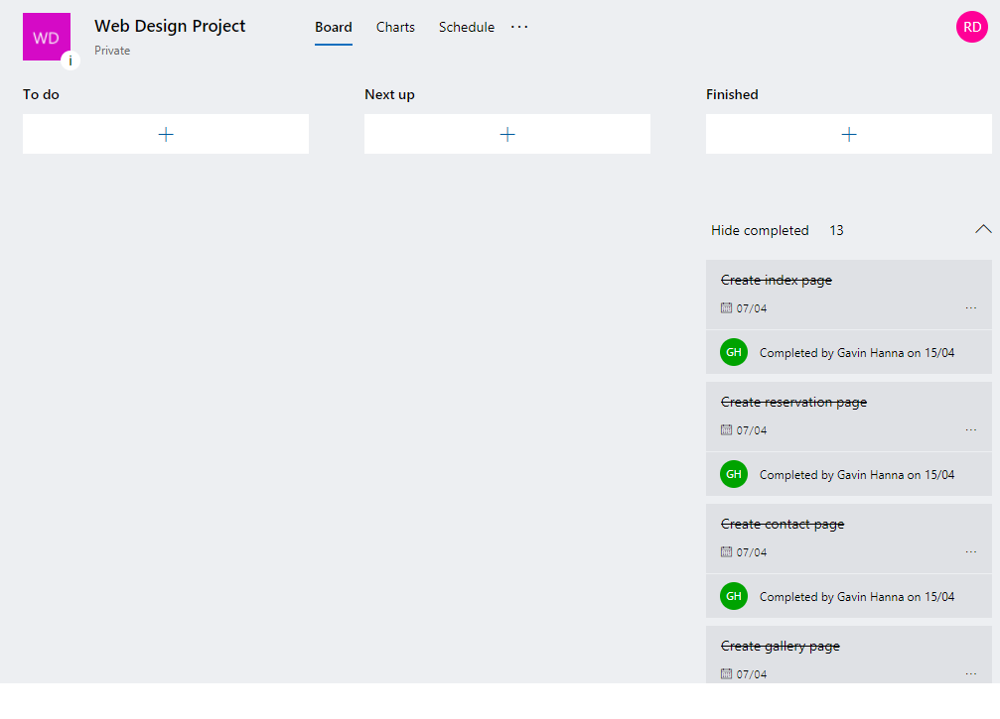 WD
i
Web Design Project
Private
Board Charts Schedule ···
RD
To do
Next up
Finished
Hide completed 13
Create index page
07/04
GH Completed by Gavin Hanna on 15/04
Create reservation page
07/04
GH Completed by Gavin Hanna on 15/04
Create contact page
07/04
GH Completed by Gavin Hanna on 15/04
Create gallery page
07/04